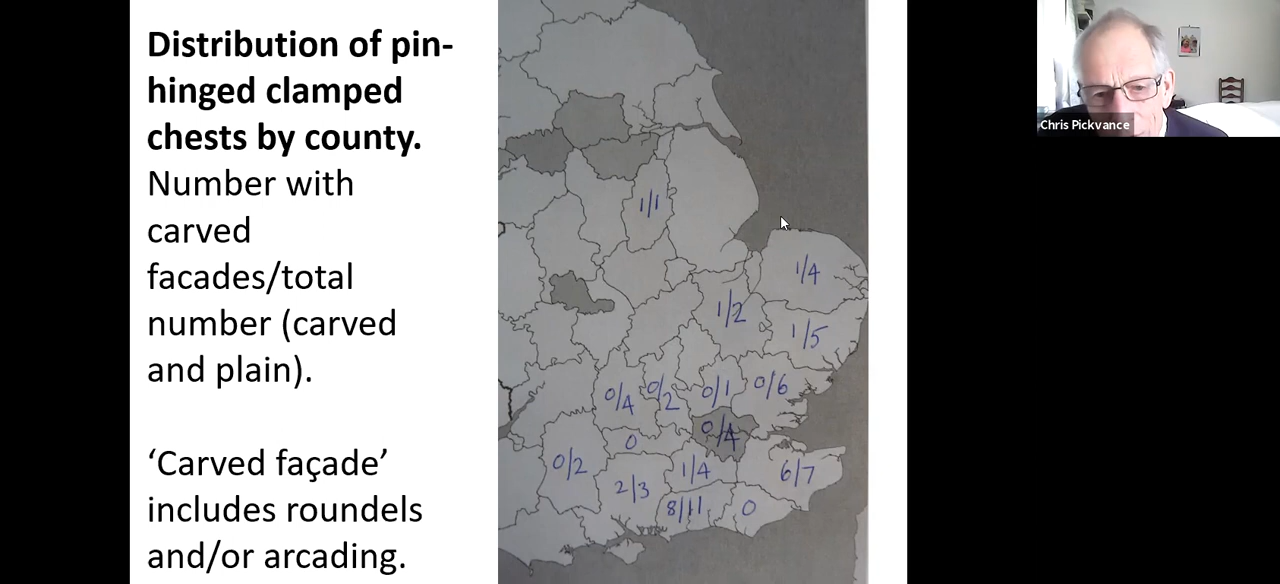 Distribution of pin-
hinged clamped
chests by county.
Number with
carved
facades/total
number (carved
and plain).
‘Carved façade’
includes roundels
and/or arcading.
1/1
1/4
1/2
1/5
0/4
0/2
0/1
0/6
0/4
0
0/2
1/4
6/7
2/3
8/11
0
Chris Pickvance